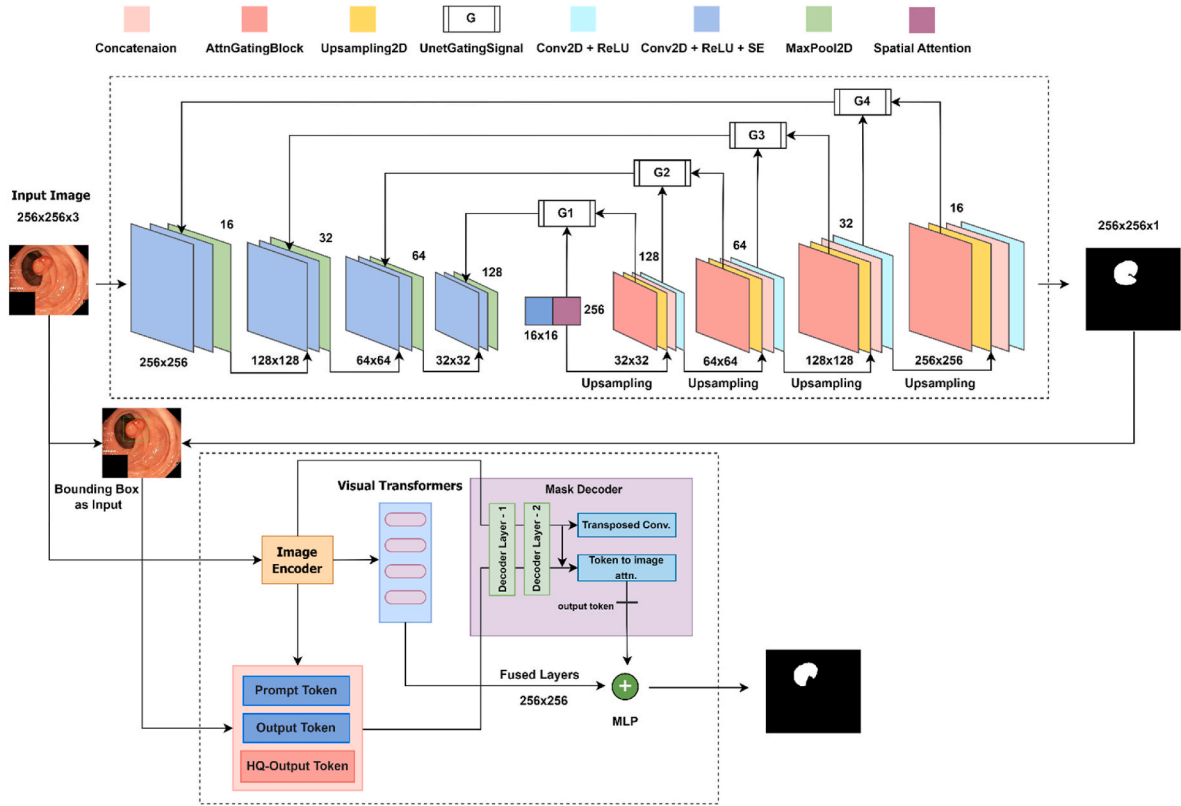 G
Concatenaion
AttnGatingBlock
Upsampling2D
UnetGatingSignal
Conv2D + ReLU
Conv2D + ReLU + SE
MaxPool2D
Spatial Attention
G4
G3
G2
G1
Input Image
256x256x3
16
32
64
128
256
128
64
32
16
256x256x1
256x256
128x128
64x64
32x32
16x16
32x32
64x64
128x128
256x256
Upsampling
Upsampling
Upsampling
Upsampling
Bounding Box
as Input
Visual Transformers
Mask Decoder
Decoder Layer - 1
Decoder Layer - 2
Transposed Conv.
Token to image
attn.
output token
Image
Encoder
Fused Layers
256x256
MLP
Prompt Token
Output Token
HQ-Output Token